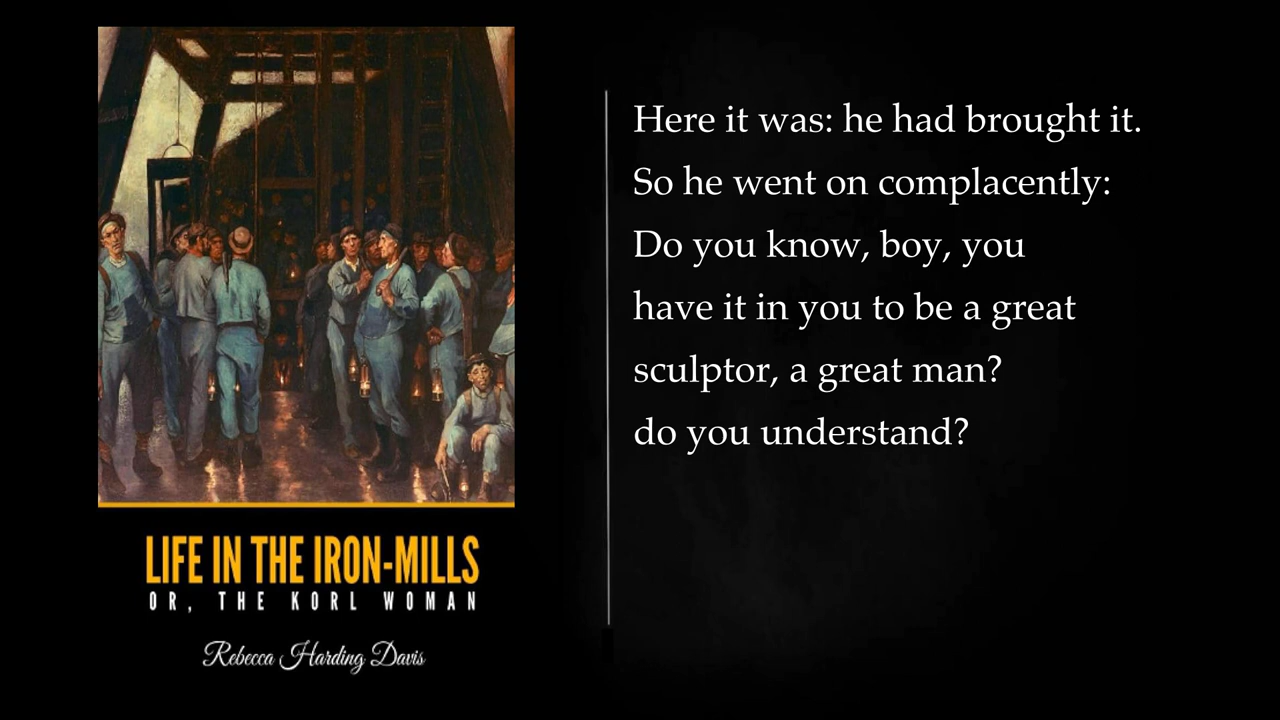 LIFE IN THE IRON-MILLS
OR, THE KORL WOMAN
Rebecca Harding Davis
Here it was: he had brought it.
So he went on complacently:
Do you know, boy, you
have it in you to be a great
sculptor, a great man?
do you understand?